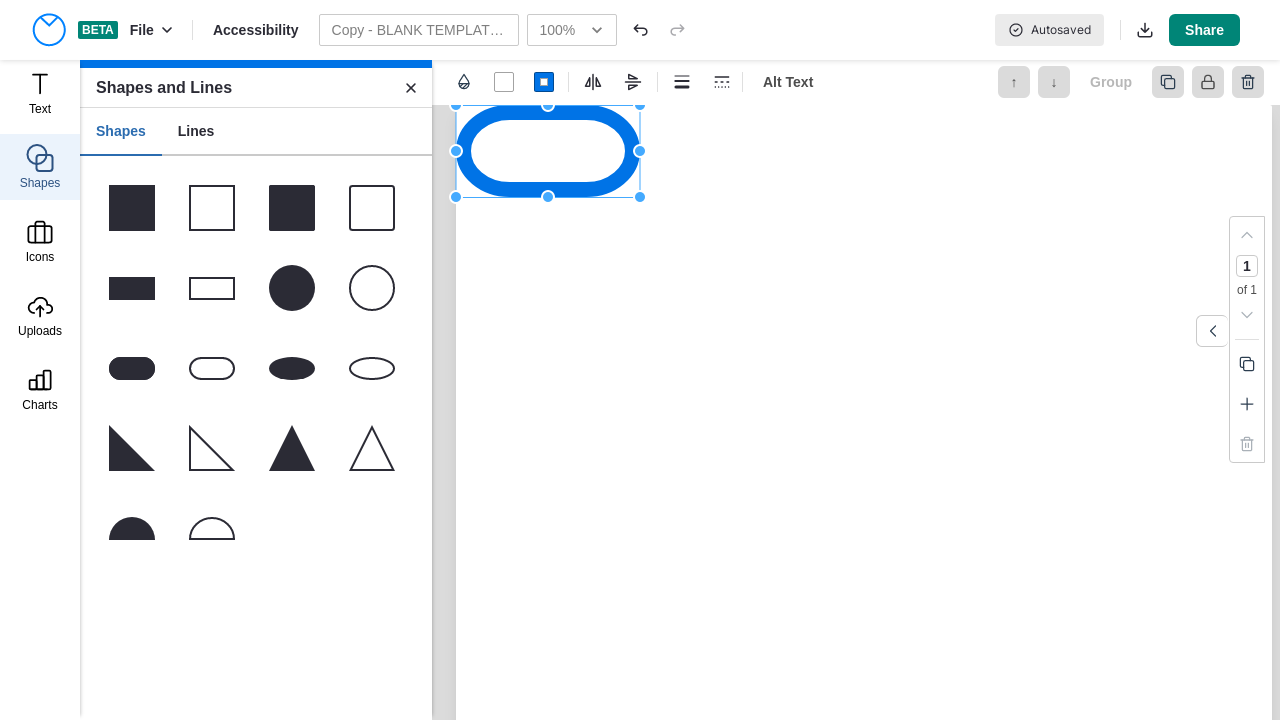 BETA
File
Accessibility
Copy - BLANK TEMPLAT…
100%
Autosaved
Share
Text
Shapes
Icons
Uploads
Charts
Shapes and Lines
Shapes
Lines
Alt Text
Group
1
of 1